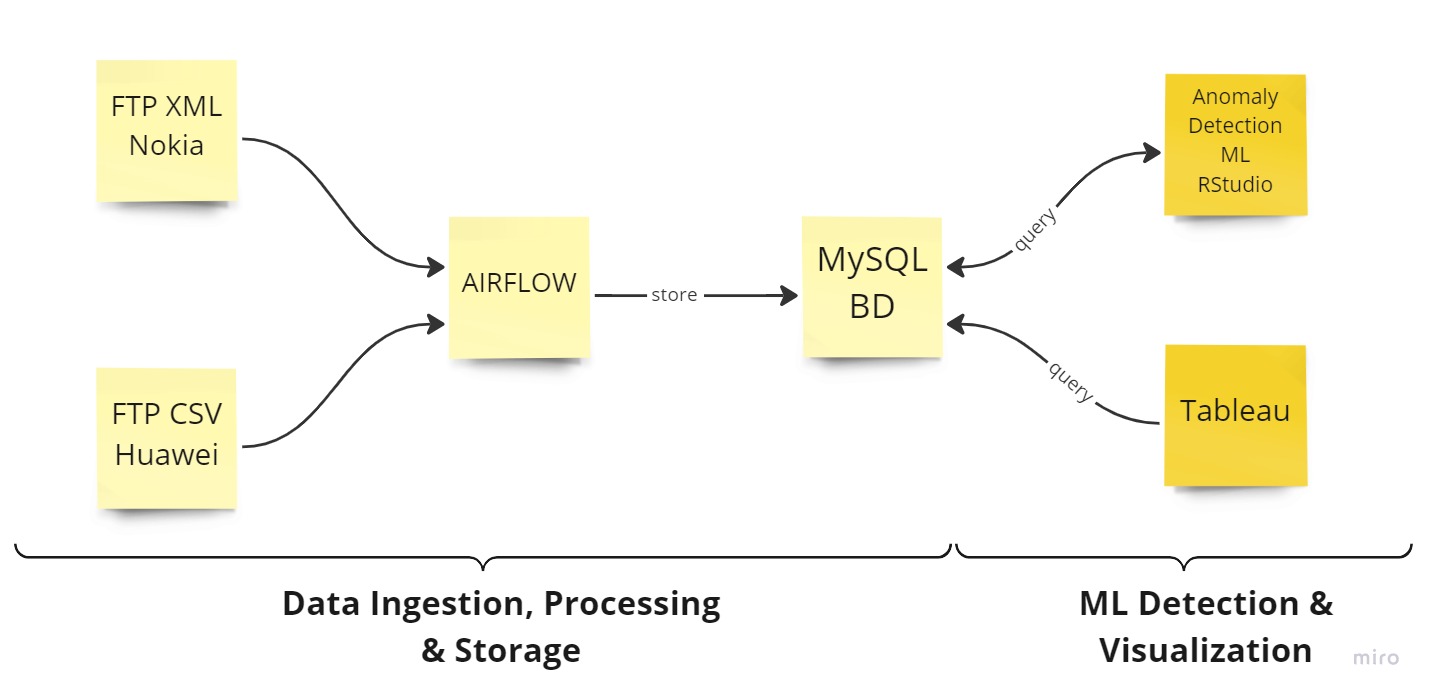 FTP XML
Nokia
FTP CSV
Huawei
AIRFLOW
store
MySQL
BD
query
query
Anomaly
Detection
ML
RStudio
Tableau
Data Ingestion, Processing
& Storage
ML Detection &
Visualization
miro